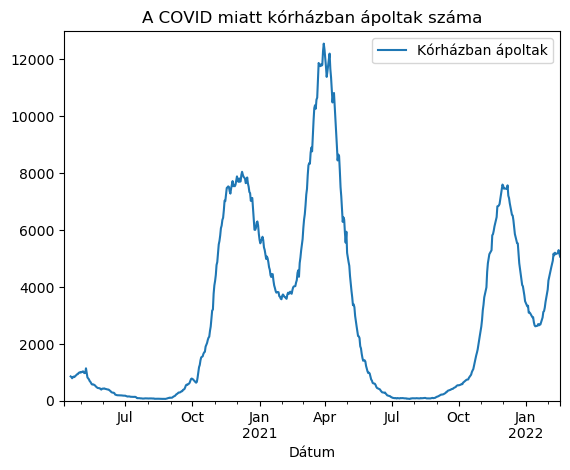 A COVID miatt kórházban ápoltak száma
Kórházban ápoltak
12000
10000
8000
6000
4000
2000
0
Jul Oct Jan Apr Jul Oct Jan
2021 2022
Dátum